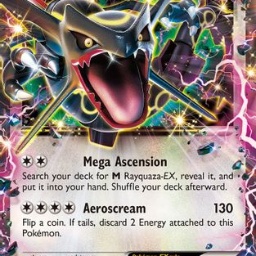 Mega Ascension
Search your deck for M Rayquaza-EX, reveal it, and
put it into your hand. Shuffle your deck afterward.
Aeroscream 130
Flip a coin. If tails, discard 2 Energy attached to this
Pokémon.